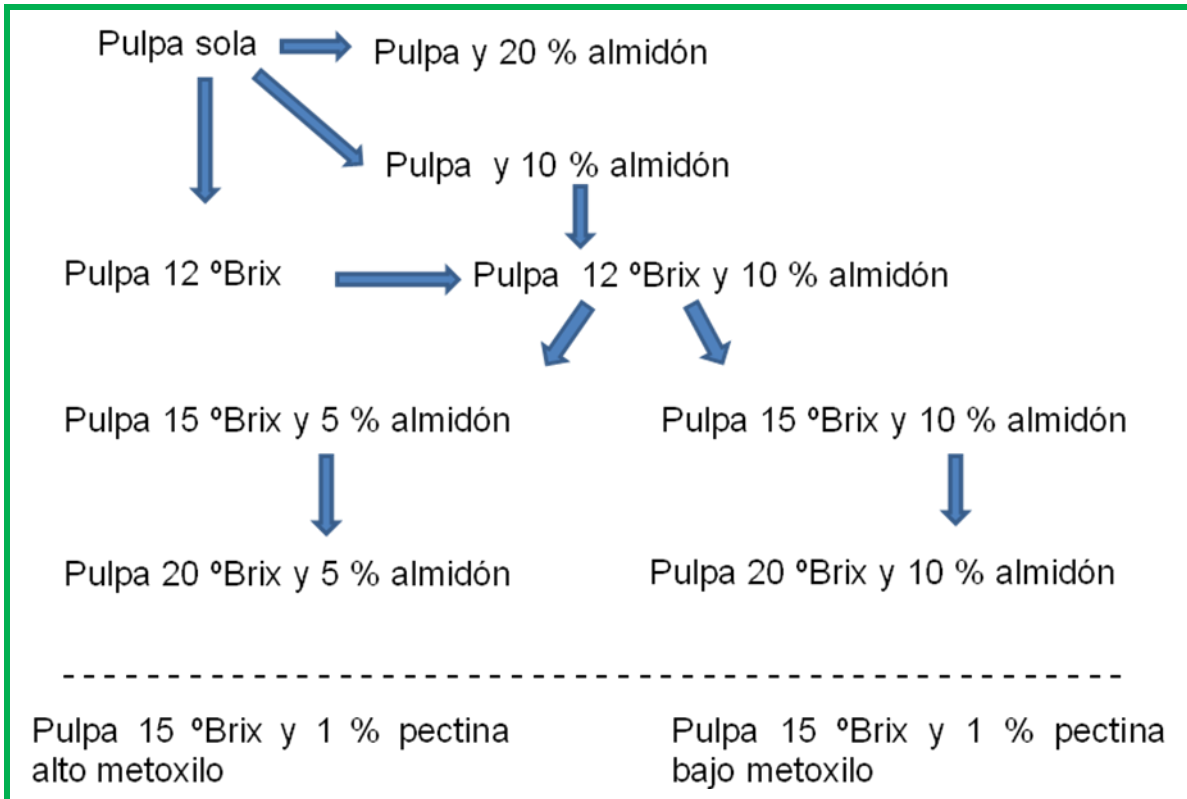 Pulpa sola
Pulpa y 20 % almidón
Pulpa y 10 % almidón
Pulpa 12 ºBrix
Pulpa 12 ºBrix y 10 % almidón
Pulpa 15 ºBrix y 5 % almidón
Pulpa 15 ºBrix y 10 % almidón
Pulpa 20 ºBrix y 5 % almidón
Pulpa 20 ºBrix y 10 % almidón
Pulpa 15 ºBrix y 1 % pectina
alto metoxilo
Pulpa 15 ºBrix y 1 % pectina
bajo metoxilo